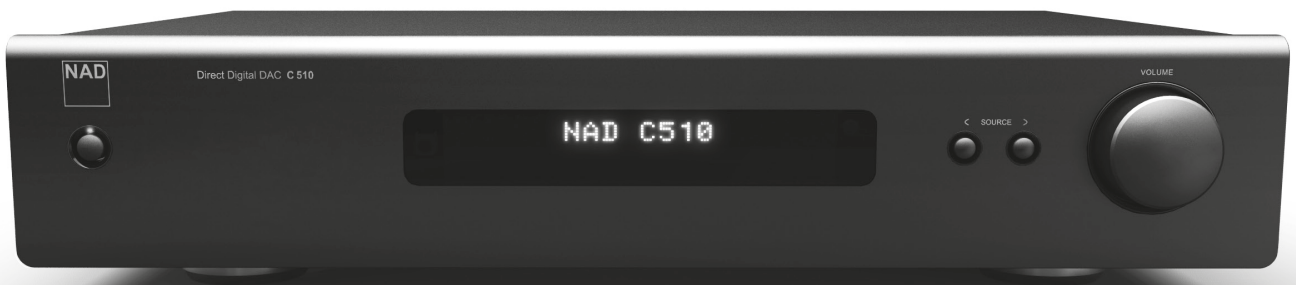 NAD
Direct Digital DAC C 510
NAD C510
VOLUME
< SOURCE >